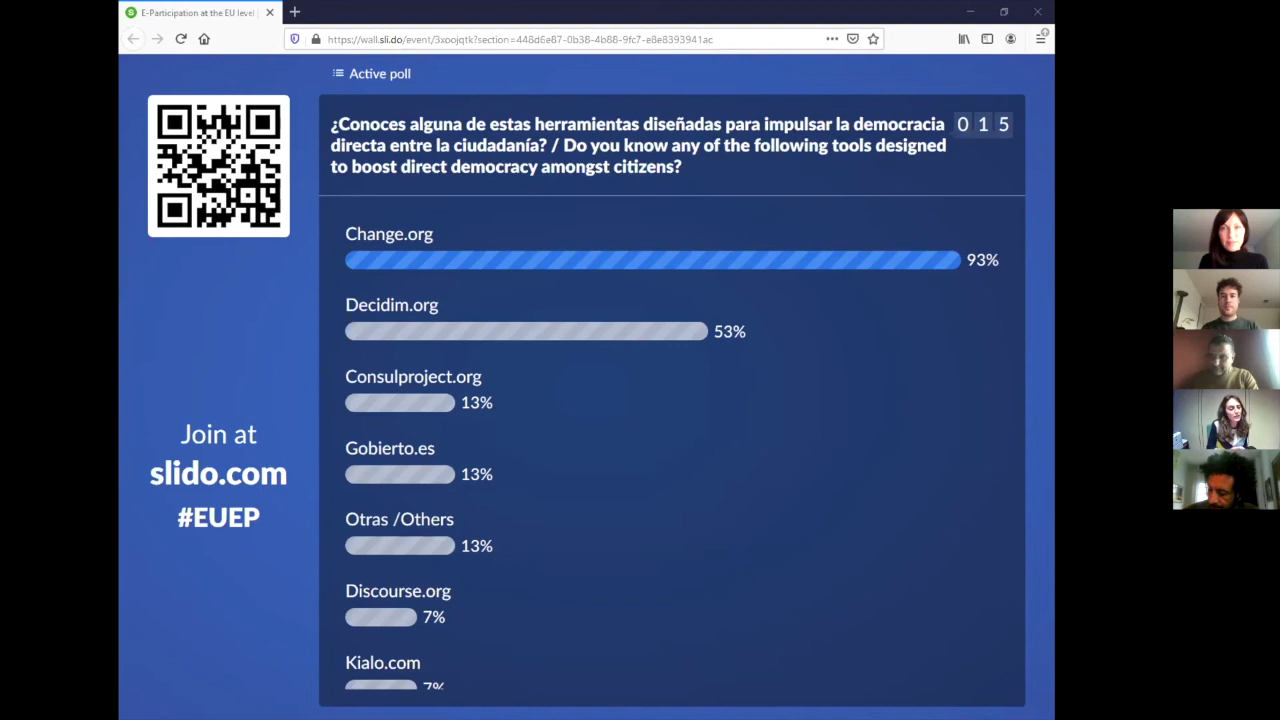 E-Participation at the EU level |
https://wall.sli.do/event/3xoojqtk?section=448d6e87-0b38-4b88-9fc7-e8e8393941ac
Active poll
¿Conoces alguna de estas herramientas diseñadas para impulsar la democracia
directa entre la ciudadanía? / Do you know any of the following tools designed
to boost direct democracy amongst citizens?
0 1 5
Change.org
93%
Decidim.org
53%
Consulproject.org
13%
Gobierto.es
13%
Otras /Others
13%
Discourse.org
7%
Kialo.com
7%
Join at
slido.com
#EUEP